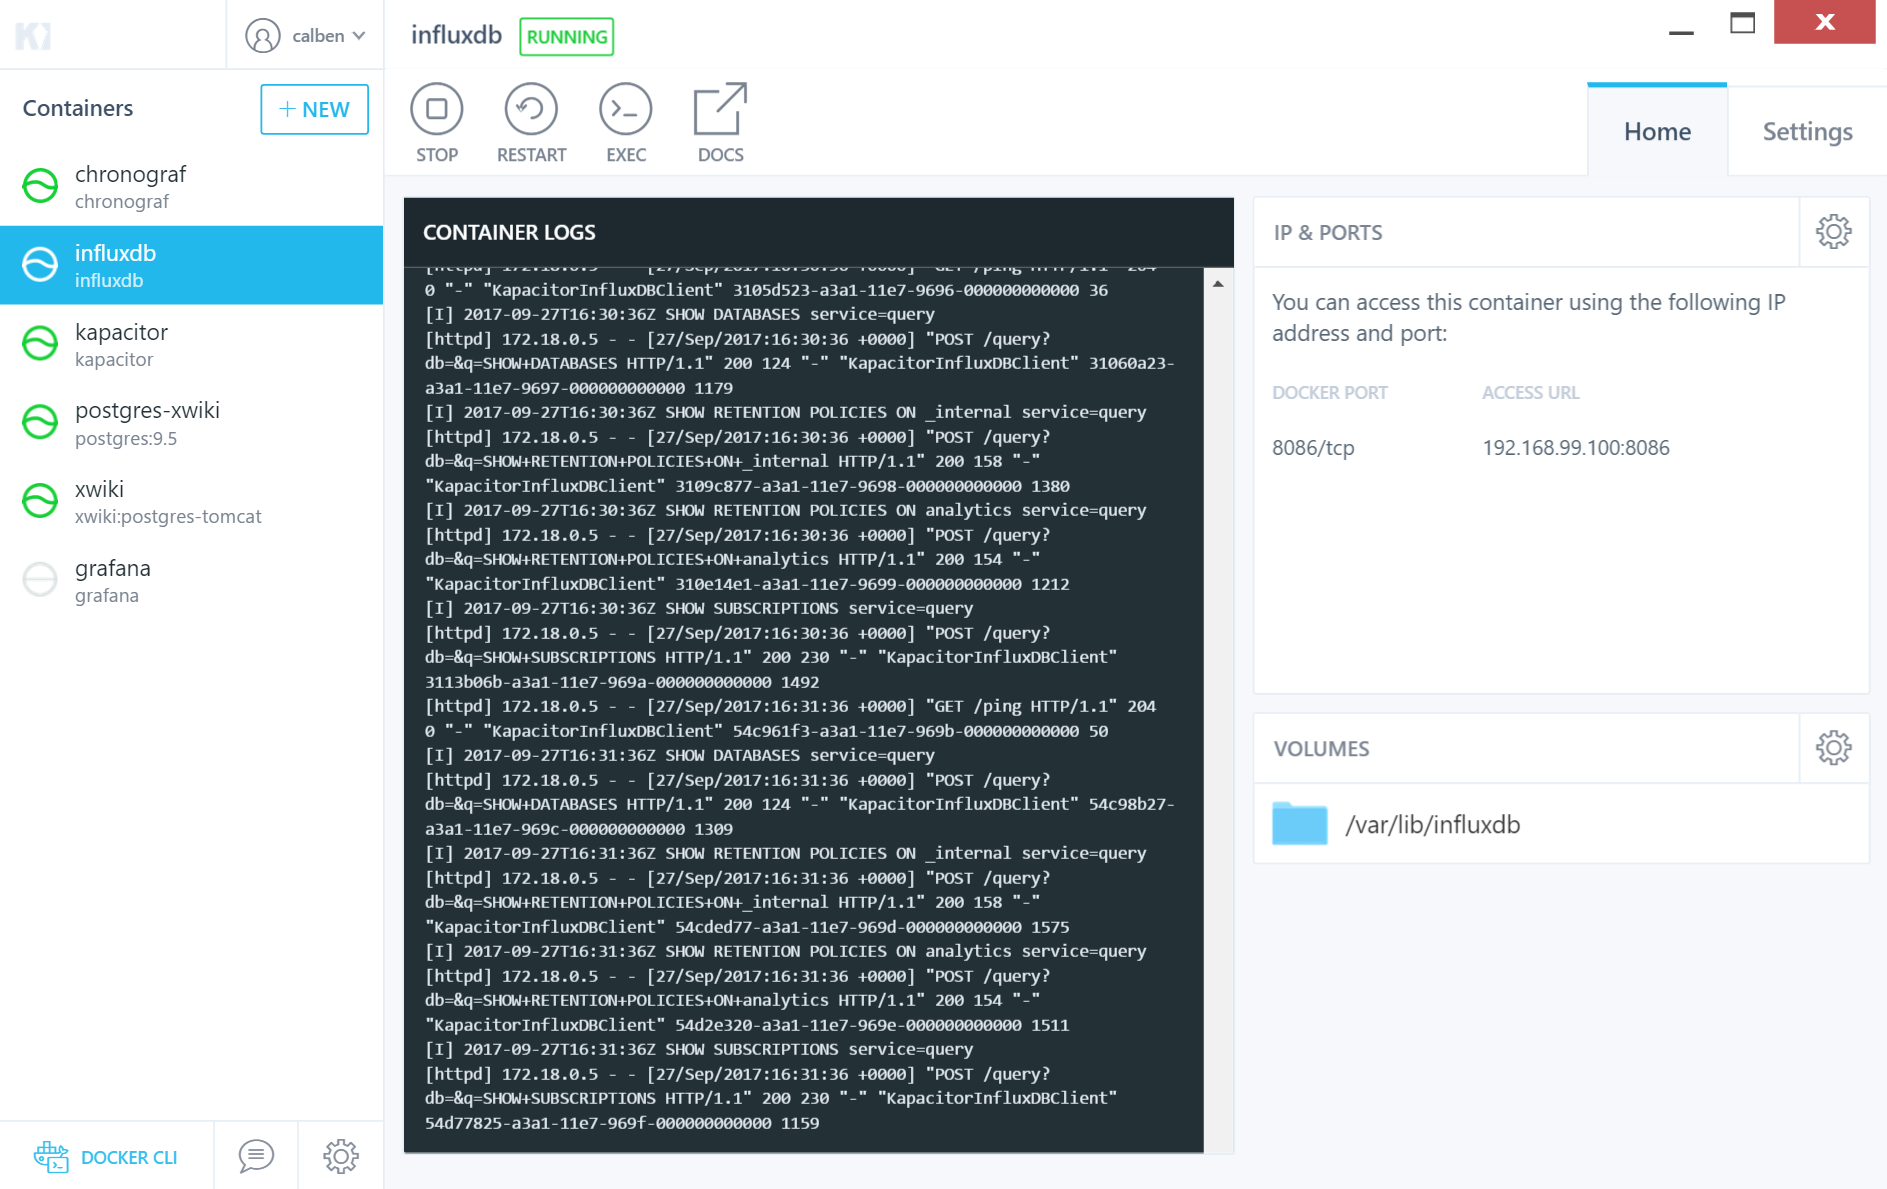 calben
influxdb RUNNING
X
Containers
+ NEW
STOP RESTART EXEC DOCS
Home Settings
chronograf
chronograf
influxdb
influxdb
kapacitor
kapacitor
postgres-xwiki
postgres:9.5
xwiki
xwiki:postgres-tomcat
grafana
grafana
DOCKER CLI
CONTAINER LOGS
[httpd] 172.18.0.5 - - [27/Sep/2017:16:30:36 +0000] "GET /ping HTTP/1.1" 204
0 "-" "KapacitorInfluxDBClient" 3105d523-a3a1-11e7-9696-000000000000 36
[I] 2017-09-27T16:30:36Z SHOW DATABASES service=query
[httpd] 172.18.0.5 - - [27/Sep/2017:16:30:36 +0000] "POST /query?
db=&q=SHOW+DATABASES HTTP/1.1" 200 124 "-" "KapacitorInfluxDBClient" 31060a23-
a3a1-11e7-9697-000000000000 1179
[I] 2017-09-27T16:30:36Z SHOW RETENTION POLICIES ON _internal service=query
[httpd] 172.18.0.5 - - [27/Sep/2017:16:30:36 +0000] "POST /query?
db=&q=SHOW+RETENTION+POLICIES+ON+_internal HTTP/1.1" 200 158 "-"
"KapacitorInfluxDBClient" 3109c877-a3a1-11e7-9698-000000000000 1380
[I] 2017-09-27T16:30:36Z SHOW RETENTION POLICIES ON analytics service=query
[httpd] 172.18.0.5 - - [27/Sep/2017:16:30:36 +0000] "POST /query?
db=&q=SHOW+RETENTION+POLICIES+ON+analytics HTTP/1.1" 200 154 "-"
"KapacitorInfluxDBClient" 310e14e1-a3a1-11e7-9699-000000000000 1212
[I] 2017-09-27T16:30:36Z SHOW SUBSCRIPTIONS service=query
[httpd] 172.18.0.5 - - [27/Sep/2017:16:30:36 +0000] "POST /query?
db=&q=SHOW+SUBSCRIPTIONS HTTP/1.1" 200 230 "-" "KapacitorInfluxDBClient"
3113b06b-a3a1-11e7-969a-000000000000 1492
[httpd] 172.18.0.5 - - [27/Sep/2017:16:31:36 +0000] "GET /ping HTTP/1.1" 204
0 "-" "KapacitorInfluxDBClient" 54c961f3-a3a1-11e7-969b-000000000000 50
[I] 2017-09-27T16:31:36Z SHOW DATABASES service=query
[httpd] 172.18.0.5 - - [27/Sep/2017:16:31:36 +0000] "POST /query?
db=&q=SHOW+DATABASES HTTP/1.1" 200 124 "-" "KapacitorInfluxDBClient" 54c98b27-
a3a1-11e7-969c-000000000000 1309
[I] 2017-09-27T16:31:36Z SHOW RETENTION POLICIES ON _internal service=query
[httpd] 172.18.0.5 - - [27/Sep/2017:16:31:36 +0000] "POST /query?
db=&q=SHOW+RETENTION+POLICIES+ON+_internal HTTP/1.1" 200 158 "-"
"KapacitorInfluxDBClient" 54cded77-a3a1-11e7-969d-000000000000 1575
[I] 2017-09-27T16:31:36Z SHOW RETENTION POLICIES ON analytics service=query
[httpd] 172.18.0.5 - - [27/Sep/2017:16:31:36 +0000] "POST /query?
db=&q=SHOW+RETENTION+POLICIES+ON+analytics HTTP/1.1" 200 154 "-"
"KapacitorInfluxDBClient" 54d2e320-a3a1-11e7-969e-000000000000 1511
[I] 2017-09-27T16:31:36Z SHOW SUBSCRIPTIONS service=query
[httpd] 172.18.0.5 - - [27/Sep/2017:16:31:36 +0000] "POST /query?
db=&q=SHOW+SUBSCRIPTIONS HTTP/1.1" 200 230 "-" "KapacitorInfluxDBClient"
54d77825-a3a1-11e7-969f-000000000000 1159
IP & PORTS
You can access this container using the following IP
address and port:
DOCKER PORT ACCESS URL
8086/tcp 192.168.99.100:8086
VOLUMES
/var/lib/influxdb